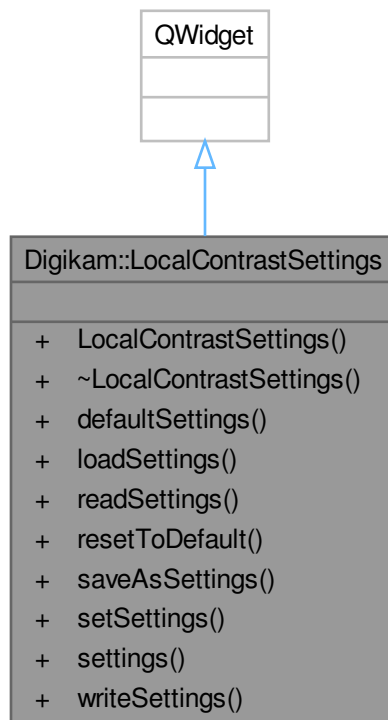 QWidget
Digikam::LocalContrastSettings
+ LocalContrastSettings()
+ ~LocalContrastSettings()
+ defaultSettings()
+ loadSettings()
+ readSettings()
+ resetToDefault()
+ saveAsSettings()
+ setSettings()
+ settings()
+ writeSettings()